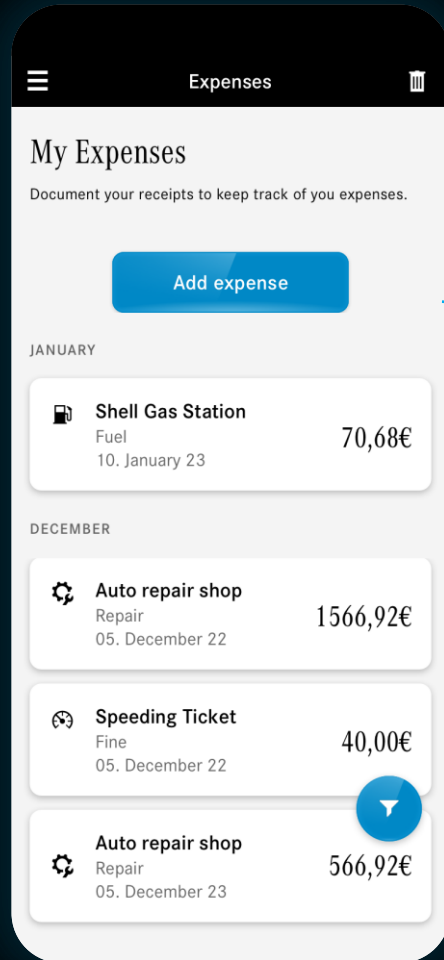 Expenses
My Expenses
Document your receipts to keep track of you expenses.
Add expense
JANUARY
Shell Gas Station
Fuel
10. January 23
70,68€
DECEMBER
Auto repair shop
Repair
05. December 22
1566,92€
Speeding Ticket
Fine
05. December 22
40,00€
Auto repair shop
Repair
05. December 23
566,92€